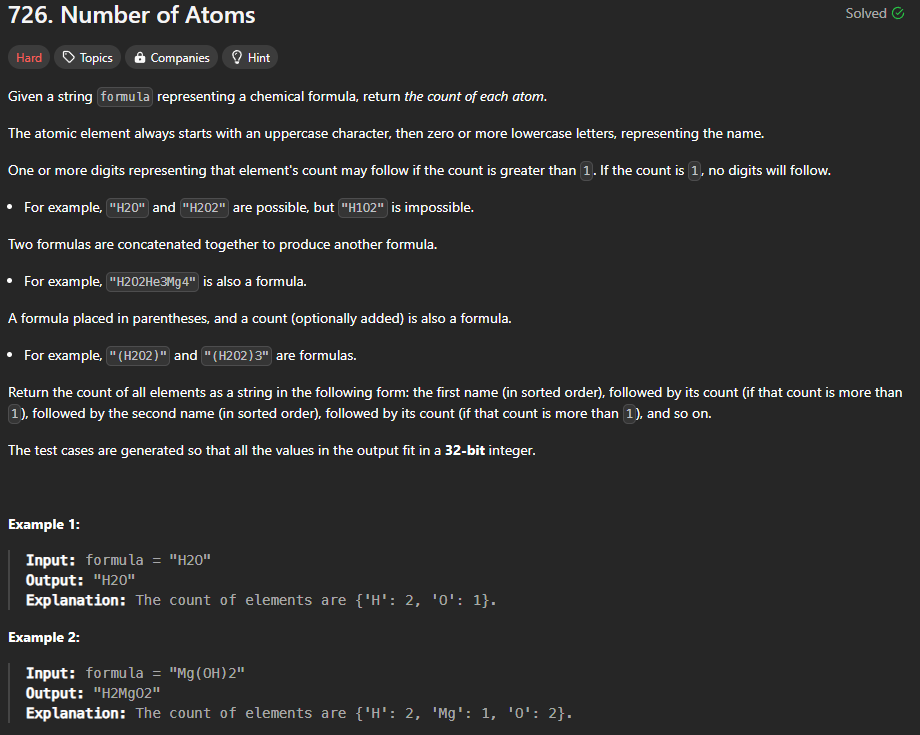 726. Number of Atoms
Solved
Hard
Topics
Companies
Hint
Given a string formula representing a chemical formula, return the count of each atom.
The atomic element always starts with an uppercase character, then zero or more lowercase letters, representing the name.
One or more digits representing that element's count may follow if the count is greater than 1. If the count is 1, no digits will follow.
• For example, "H2O" and "H2O2" are possible, but "H1O2" is impossible.
Two formulas are concatenated together to produce another formula.
• For example, "H2O2He3Mg4" is also a formula.
A formula placed in parentheses, and a count (optionally added) is also a formula.
• For example, "(H2O2)" and "(H2O2)3" are formulas.
Return the count of all elements as a string in the following form: the first name (in sorted order), followed by its count (if that count is more than
1), followed by the second name (in sorted order), followed by its count (if that count is more than 1), and so on.
The test cases are generated so that all the values in the output fit in a 32-bit integer.
Example 1:
Input: formula = "H2O"
Output: "H2O"
Explanation: The count of elements are {'H': 2, 'O': 1}.
Example 2:
Input: formula = "Mg(OH)2"
Output: "H2MgO2"
Explanation: The count of elements are {'H': 2, 'Mg': 1, 'O': 2}.